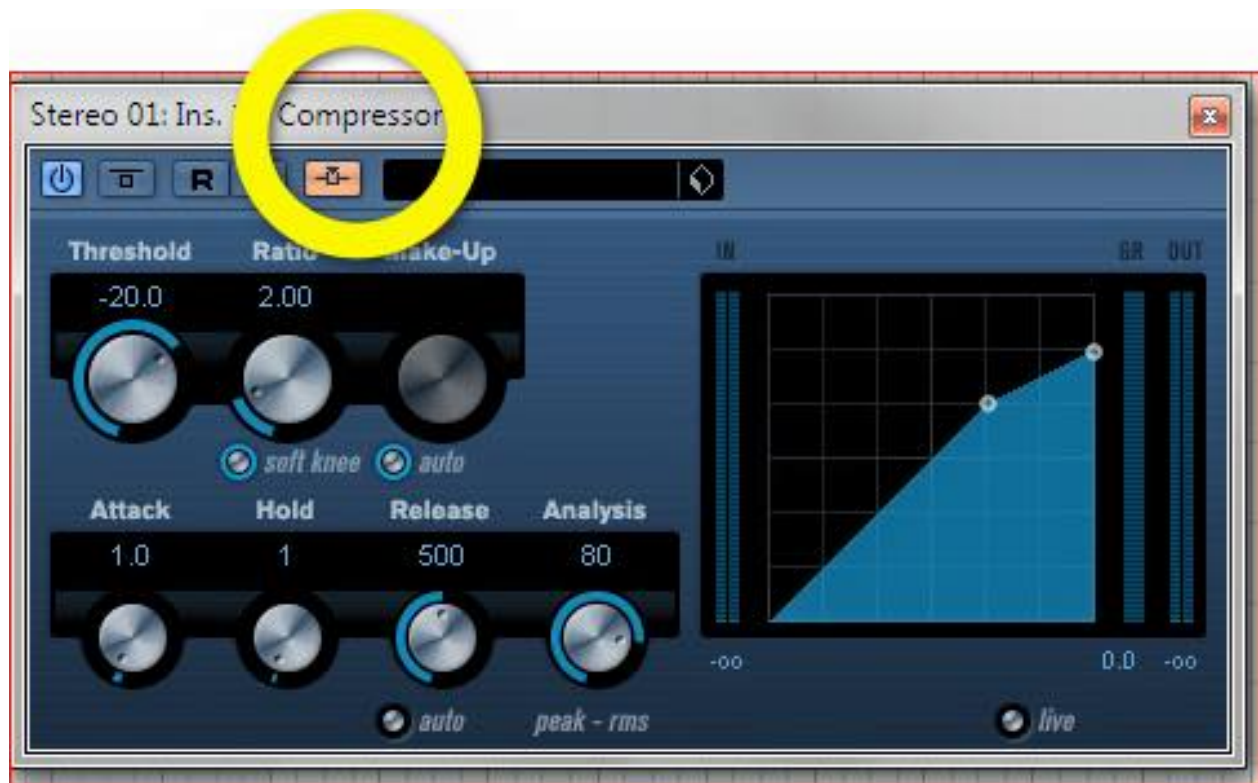 Stereo 01: Ins. Compressor
R
Threshold Ratio Make-Up
-20.0 2.00
soft knee auto
Attack Hold Release Analysis
1.0 1 500 80
auto peak - rms
IN GR OUT
-oo 0.0 -oo
live